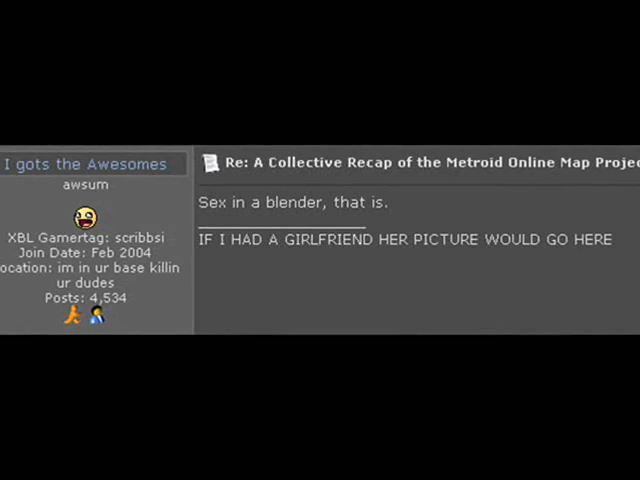 I gots the Awesomes
awsum
XBL Gamertag: scribbsi
Join Date: Feb 2004
ocation: im in ur base killin
ur dudes
Posts: 4,534
Re: A Collective Recap of the Metroid Online Map Projec
Sex in a blender, that is.
IF I HAD A GIRLFRIEND HER PICTURE WOULD GO HERE